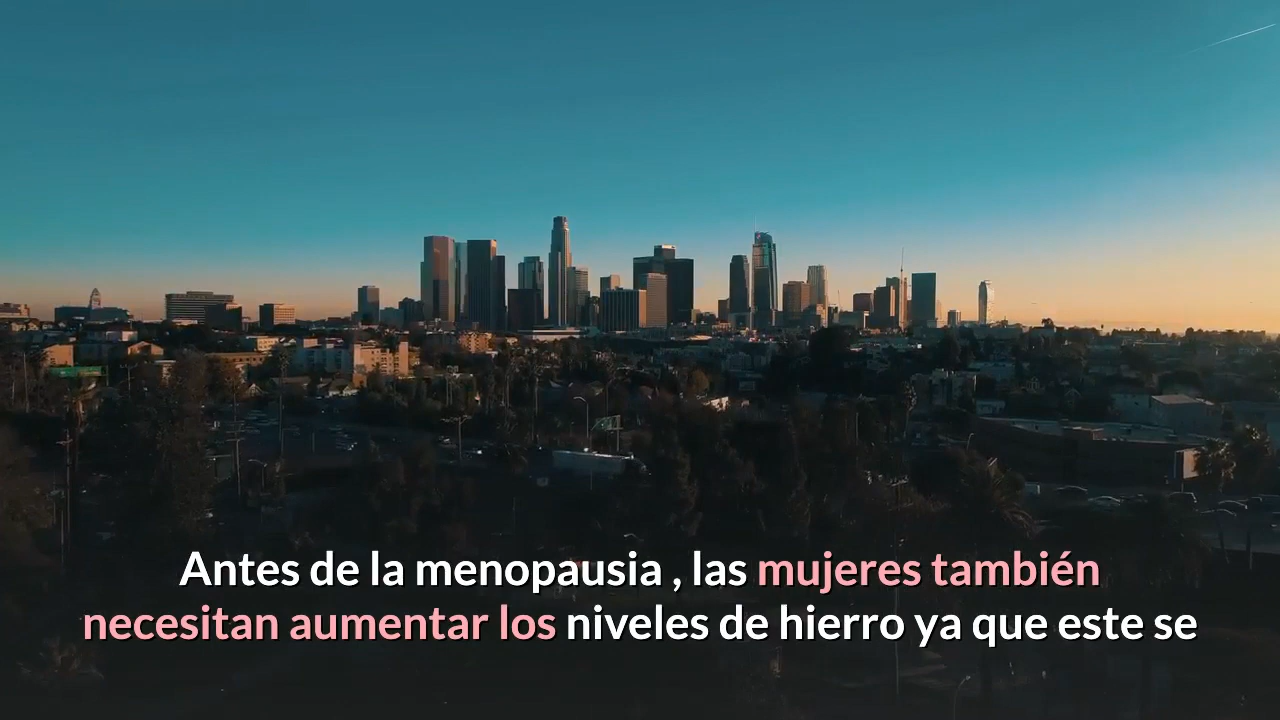 Antes de la menopausia , las mujeres también
necesitan aumentar los niveles de hierro ya que este se